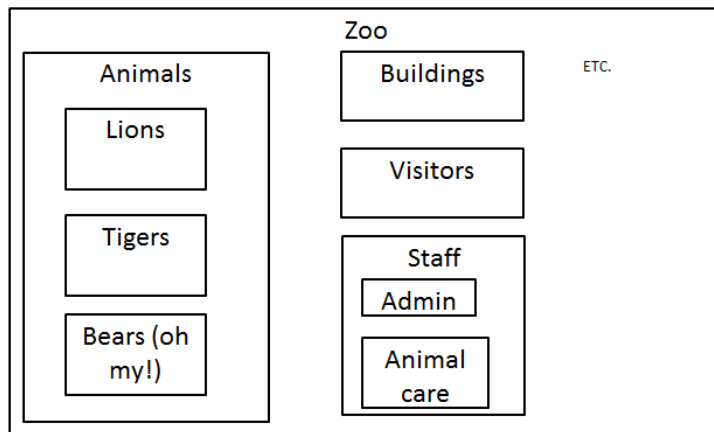 Zoo
Animals
Lions
Tigers
Bears (oh
my!)
Buildings
Visitors
Staff
Admin
Animal
care
ETC.